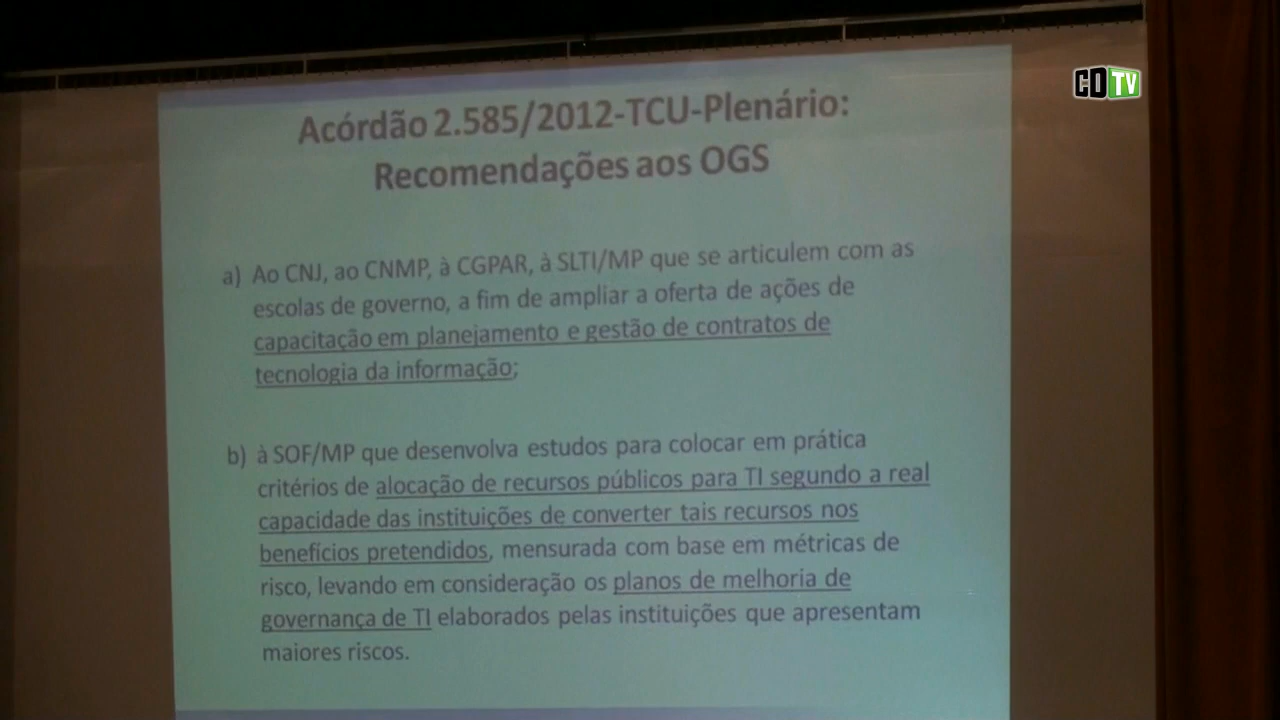 CDTV
Acórdão 2.585/2012-TCU-Plenário:
Recomendações aos OGS
a) Ao CNJ, ao CNMP, à CGPAR, à SLTI/MP que se articulem com as
escolas de governo, a fim de ampliar a oferta de ações de
capacitação em planejamento e gestão de contratos de
tecnologia da informação;
b) à SOF/MP que desenvolva estudos para colocar em prática
critérios de alocação de recursos públicos para TI segundo a real
capacidade das instituições de converter tais recursos nos
benefícios pretendidos, mensurada com base em métricas de
risco, levando em consideração os planos de melhoria de
governança de TI elaborados pelas instituições que apresentam
maiores riscos.